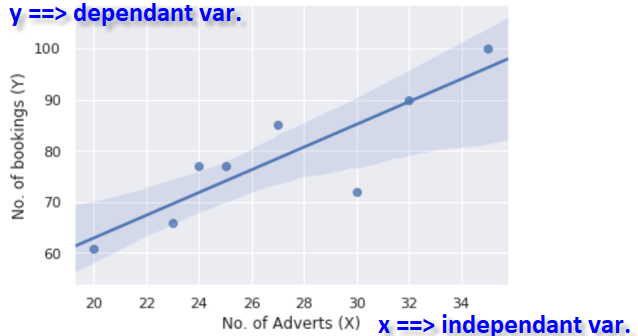 y ==> dependant var.
100
90
80
70
60
No. of bookings (Y)
20 22 24 26 28 30 32 34
No. of Adverts (X)
x ==> independant var.